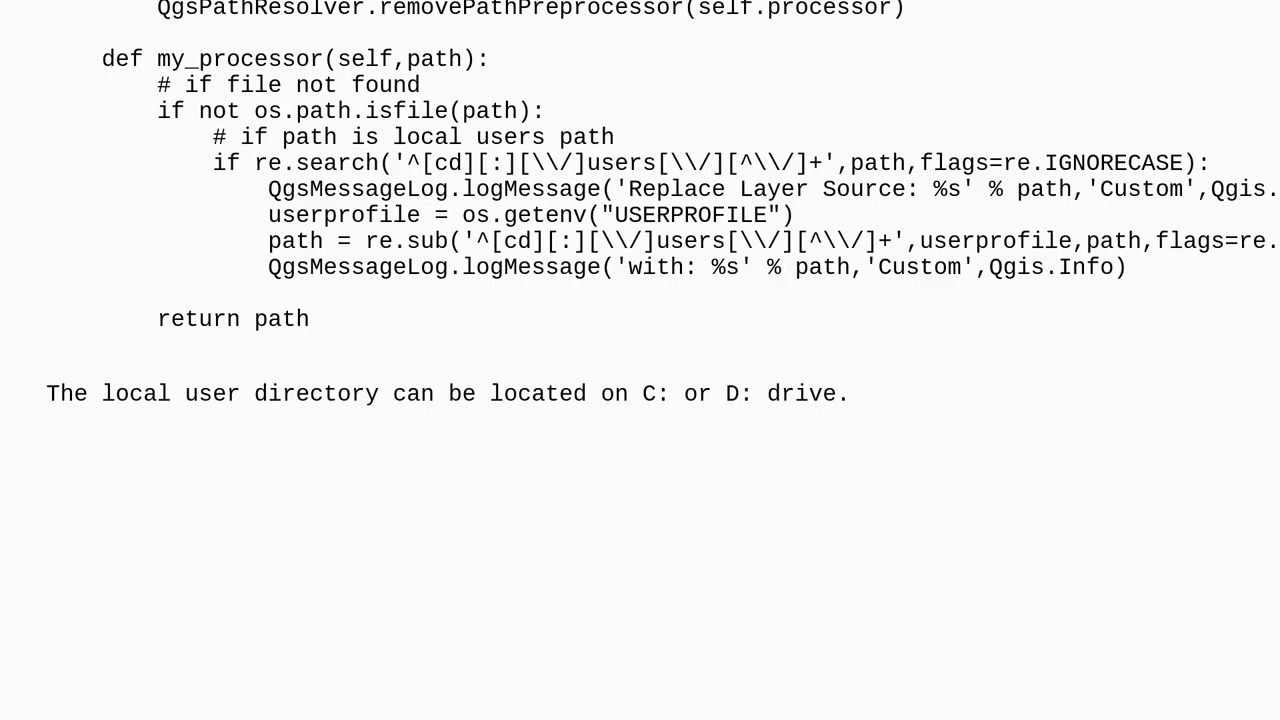 QgsPathResolver.removePathPreprocessor(self.processor)
def my_processor(self,path):
# if file not found
if not os.path.isfile(path):
# if path is local users path
if re.search('^[cd][:][\\/]users[\\/][^\\/]+',path,flags=re.IGNORECASE):
QgsMessageLog.logMessage('Replace Layer Source: %s' % path,'Custom',Qgis.
userprofile = os.getenv("USERPROFILE")
path = re.sub('^[cd][:][\\/]users[\\/][^\\/]+',userprofile,path,flags=re.
QgsMessageLog.logMessage('with: %s' % path,'Custom',Qgis.Info)
return path
The local user directory can be located on C: or D: drive.